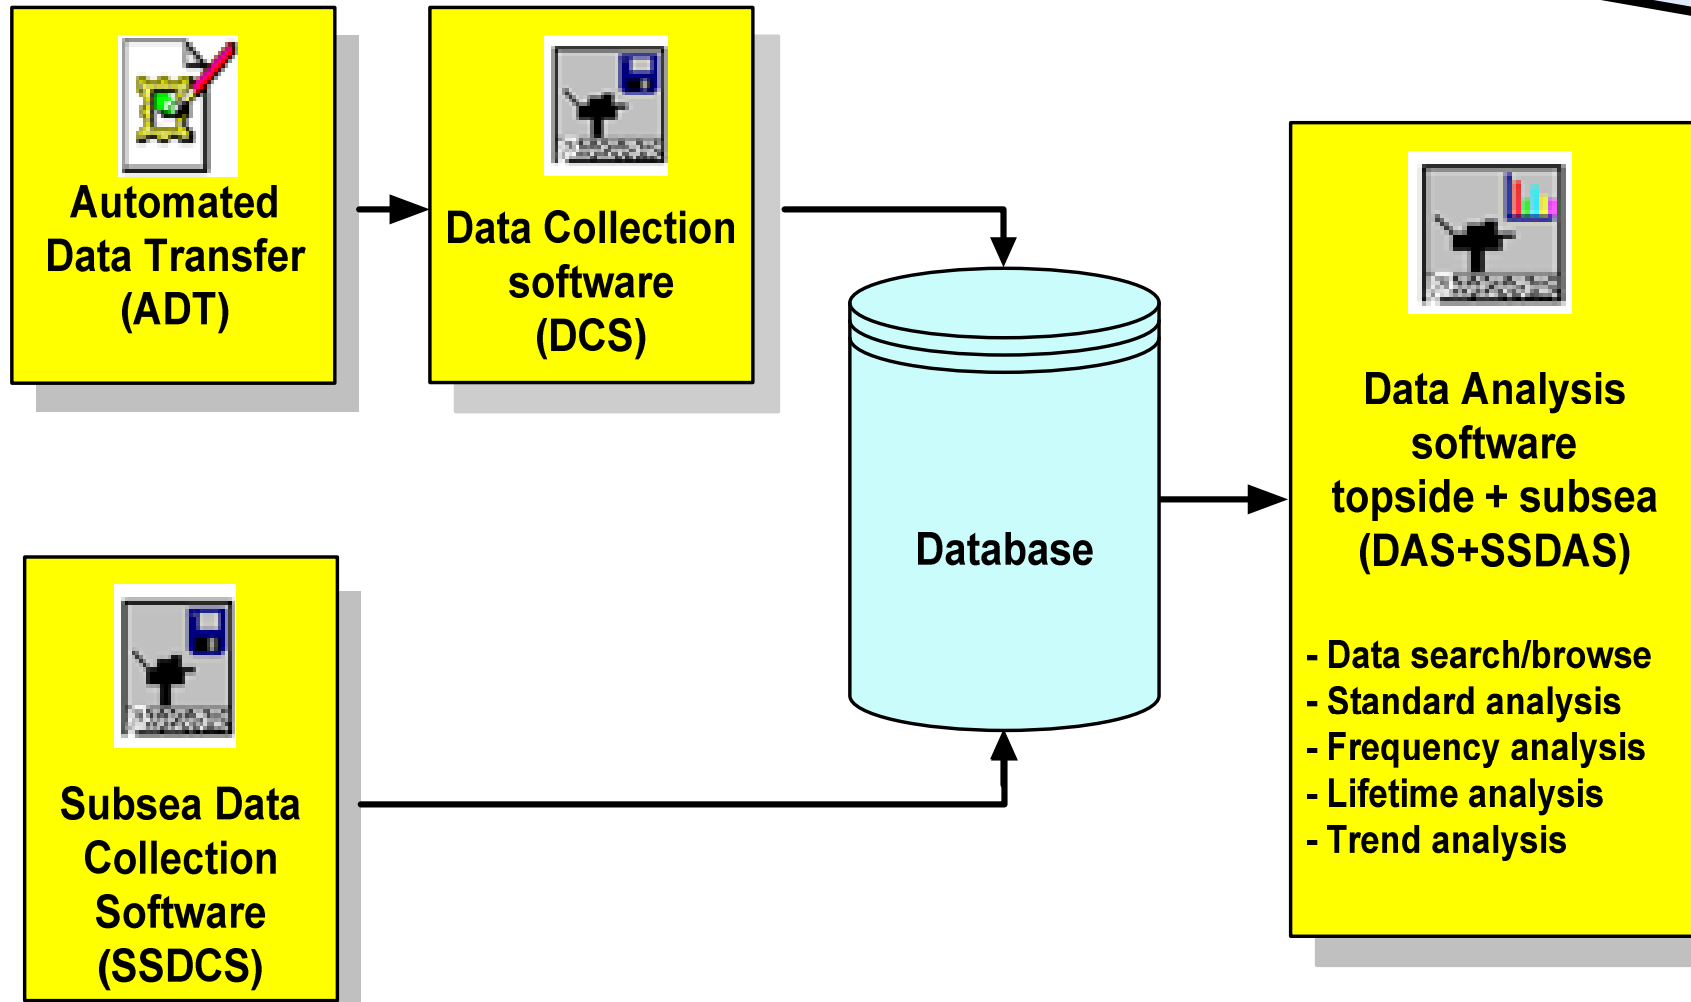 Automated
Data Transfer
(ADT)
Data Collection
software
(DCS)
Database
Data Analysis
software
topside + subsea
(DAS+SSDAS)
- Data search/browse
- Standard analysis
- Frequency analysis
- Lifetime analysis
- Trend analysis
Subsea Data
Collection
Software
(SSDCS)